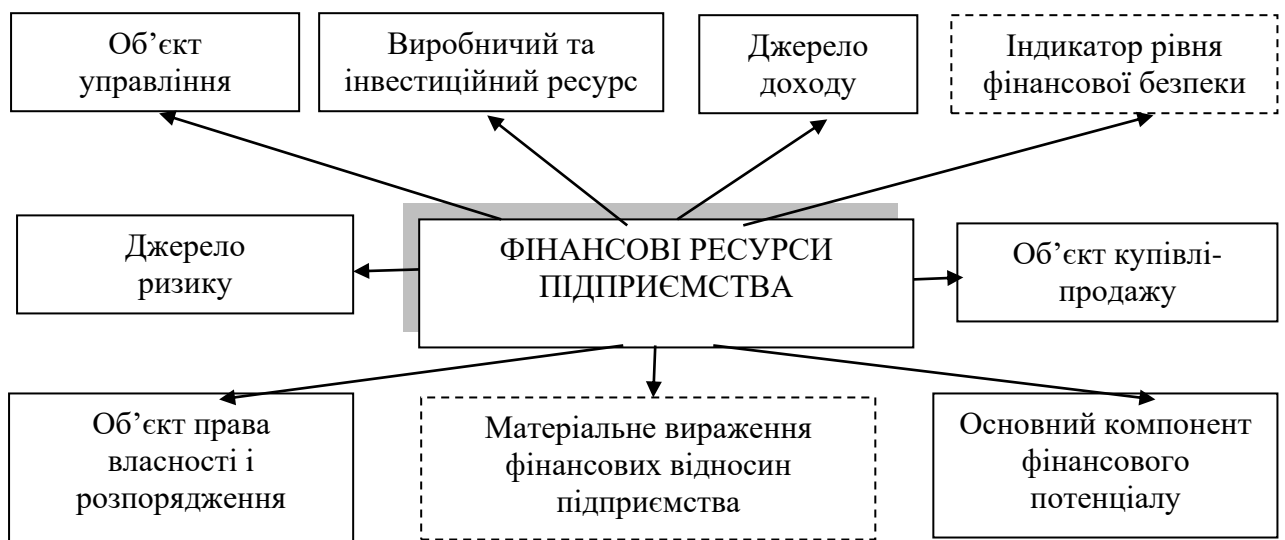 Об’єкт
управління
Виробничий та
інвестиційний ресурс
Джерело
доходу
Індикатор рівня
фінансової безпеки
Джерело
ризику
ФІНАНСОВІ РЕСУРСИ
ПІДПРИЄМСТВА
Об’єкт купівлі-
продажу
Об’єкт права
власності і
розпорядження
Матеріальне вираження
фінансових відносин
підприємства
Основний компонент
фінансового
потенціалу